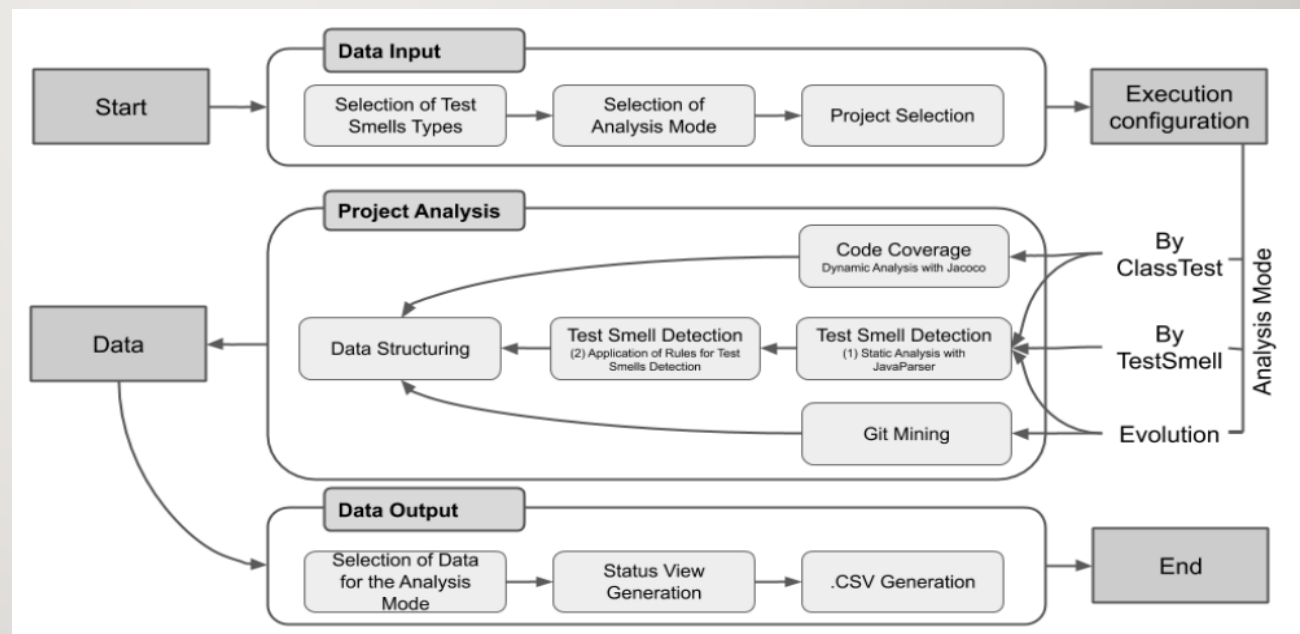 Data Input
Start
Selection of Test
Smells Types
Selection of
Analysis Mode
Project Selection
Execution
configuration
Project Analysis
Code Coverage
Dynamic Analysis with Jacoco
By
ClassTest
Data
Data Structuring
Test Smell Detection
(2) Application of Rules for Test
Smells Detection
Test Smell Detection
(1) Static Analysis with
JavaParser
By
TestSmell
Analysis Mode
Git Mining
Evolution
Data Output
Selection of Data
for the Analysis
Mode
Status View
Generation
.CSV Generation
End